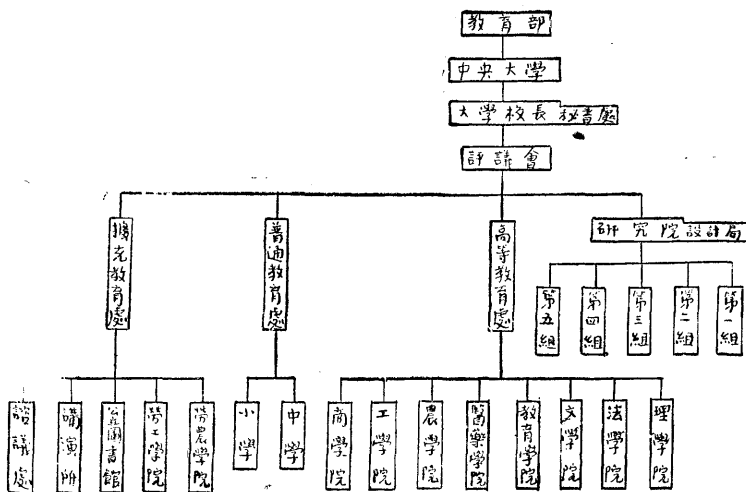 教育部
中央大學
大學校長 秘書處
評議會
研究院 設計局
高等教育處
普通教育處
擴充教育處
第一組
第二組
第三組
第四組
第五組
理學院
法學院
文學院
教育學院
醫藥學院
農學院
工學院
商學院
中學
小學
勞農學院
勞工學院
公立圖書館
講演所
諮議處